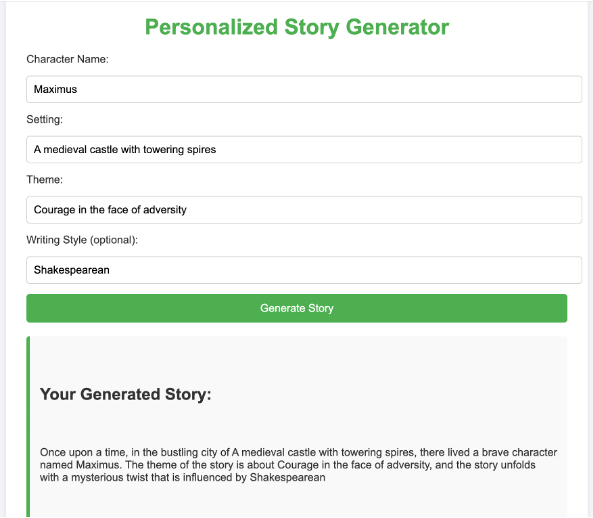 Personalized Story Generator
Character Name:
Maximus
Setting:
A medieval castle with towering spires
Theme:
Courage in the face of adversity
Writing Style (optional):
Shakespearean
Generate Story
Your Generated Story:
Once upon a time, in the bustling city of A medieval castle with towering spires, there lived a brave character
named Maximus. The theme of the story is about Courage in the face of adversity, and the story unfolds
with a mysterious twist that is influenced by Shakespearean